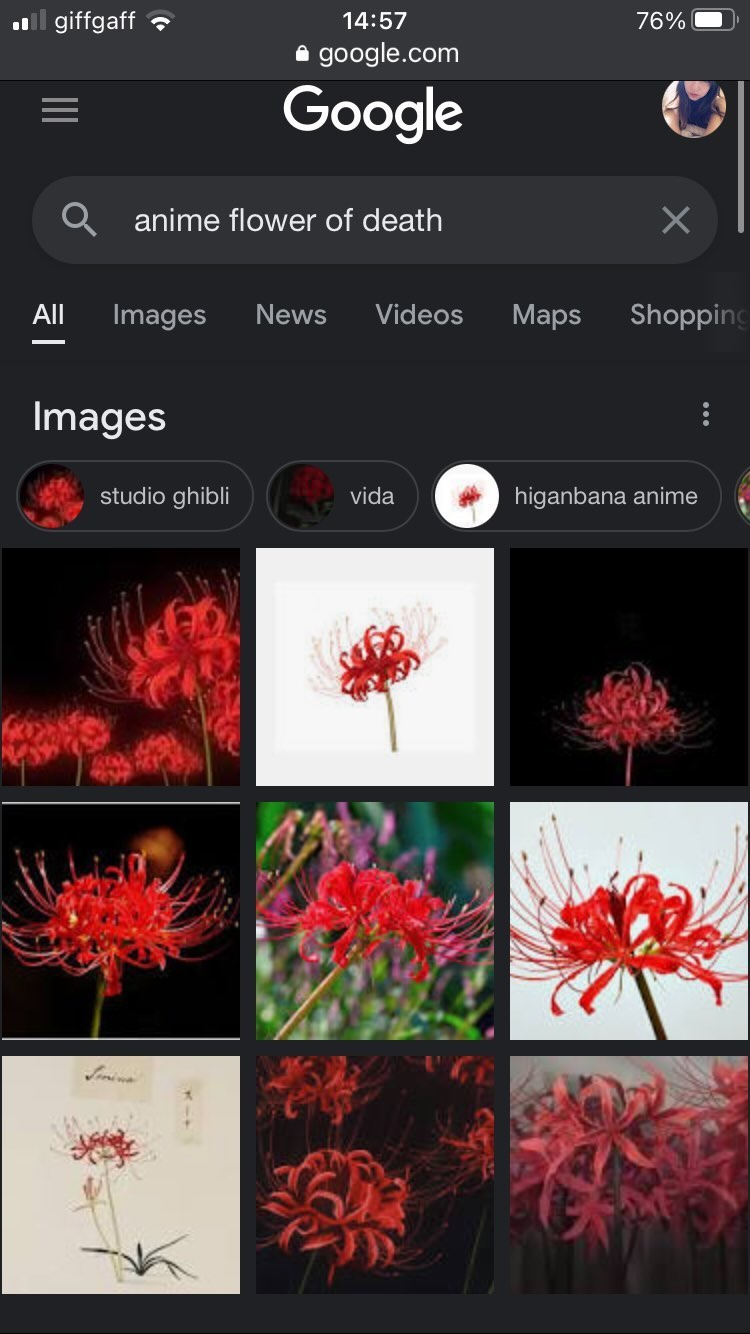 giffgaff 14:57 76%
google.com
Google
anime flower of death
All Images News Videos Maps Shopping
Images
studio ghibli vida higanbana anime